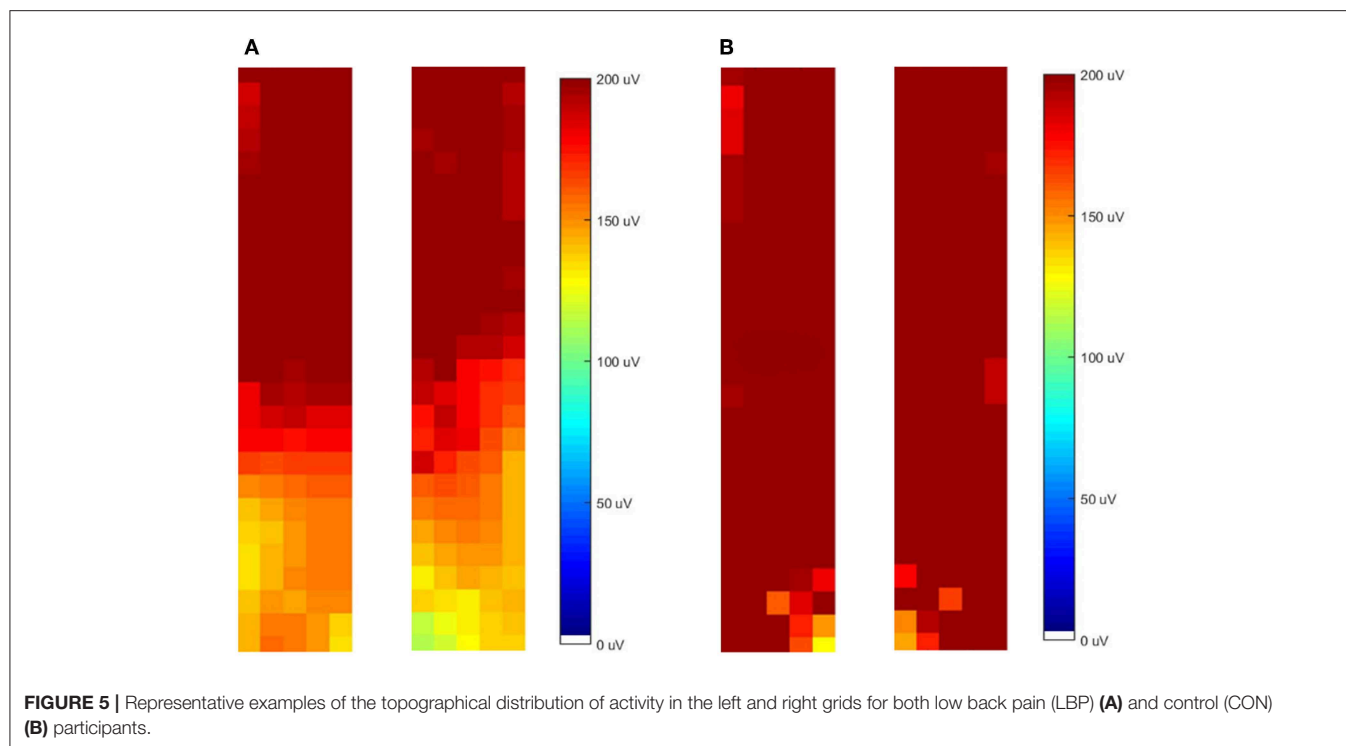 A
B
200 uV
150 uV
100 uV
50 uV
0 uV
200 uV
150 uV
100 uV
50 uV
0 uV
FIGURE 5 | Representative examples of the topographical distribution of activity in the left and right grids for both low back pain (LBP) (A) and control (CON)
(B) participants.